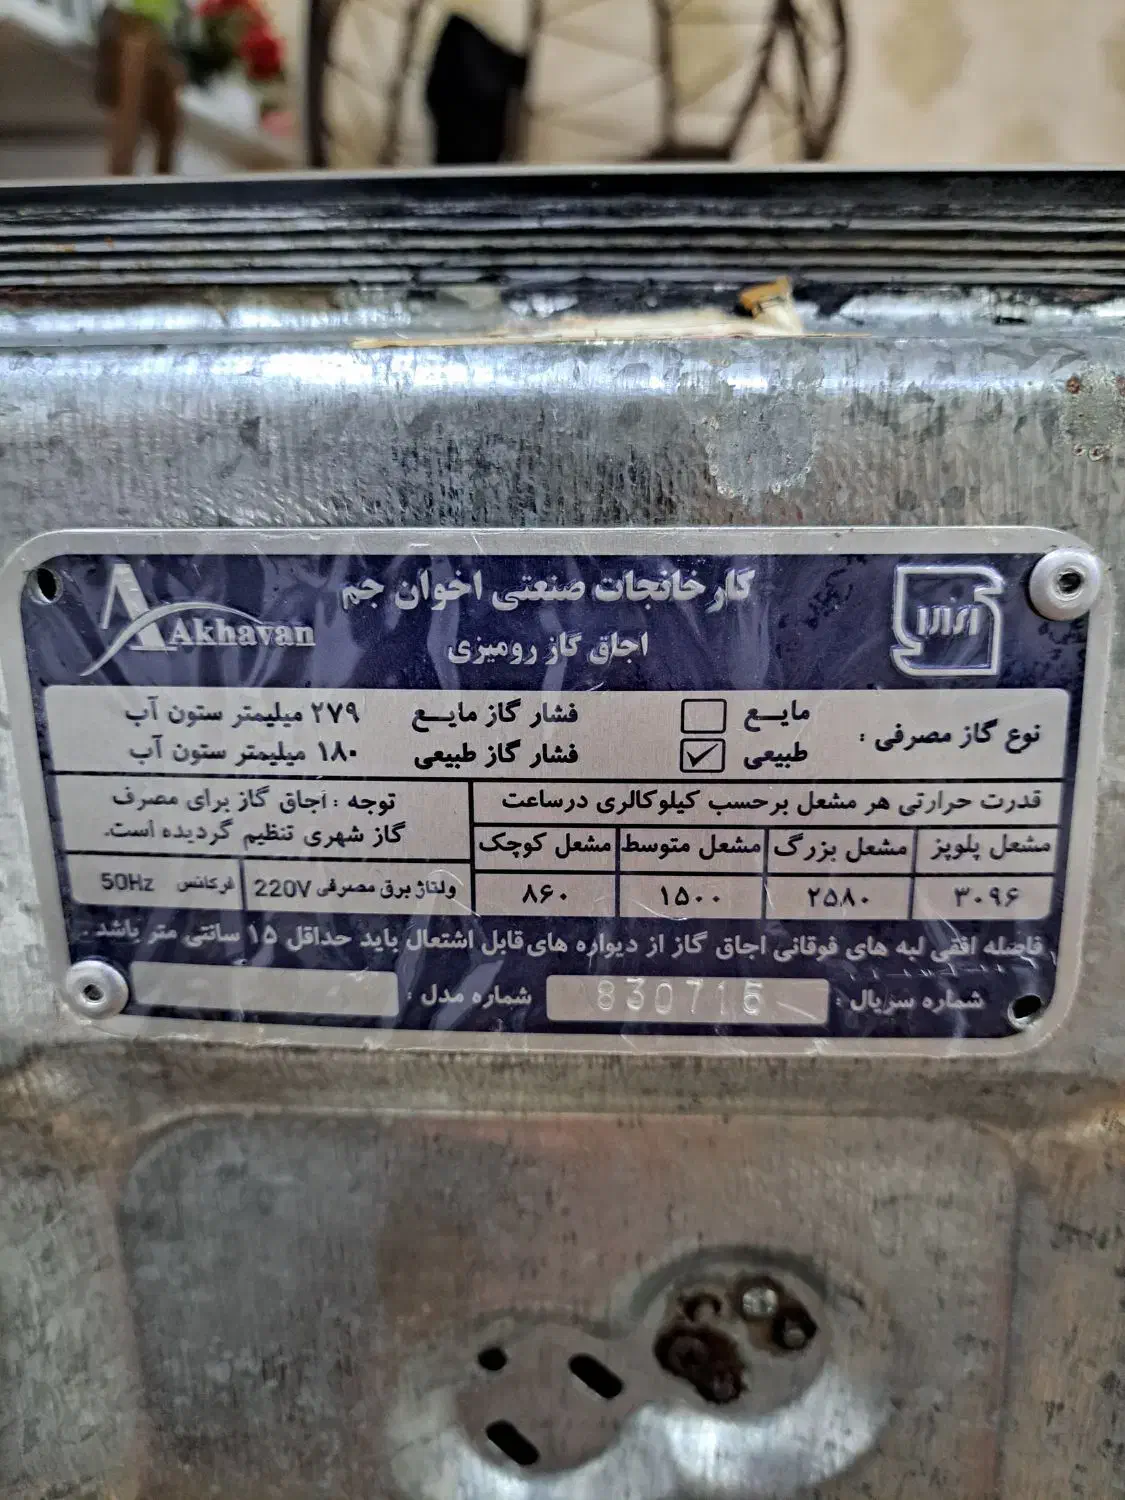 Akhavan
کارخانجات صنعتی اخوان جم
اجاق گاز رومیزی
نوع گاز مصرفی :
مایـع فشار گاز مایـع ۲۷۹ میلیمتر ستون آب
طبیعی فشار گاز طبیعی ۱۸۰ میلیمتر ستون آب
قدرت حرارتی هر مشعل برحسب کیلوکالری درساعت
مشعل پلوپز مشعل بزرگ مشعل متوسط مشعل کوچک
۳۰۹۶ ۲۵۸۰ ۱۵۰۰ ۸۶۰
توجه : اجاق گاز برای مصرف
گاز شهری تنظیم گردیده است.
ولتاژ برق مصرفی 220V فرکانس 50Hz
فاصله افقی لبه های فوقانی اجاق گاز از دیواره های قابل اشتعال باید حداقل ۱۵ سانتی متر باشد .
شماره سریال : 830715 شماره مدل :